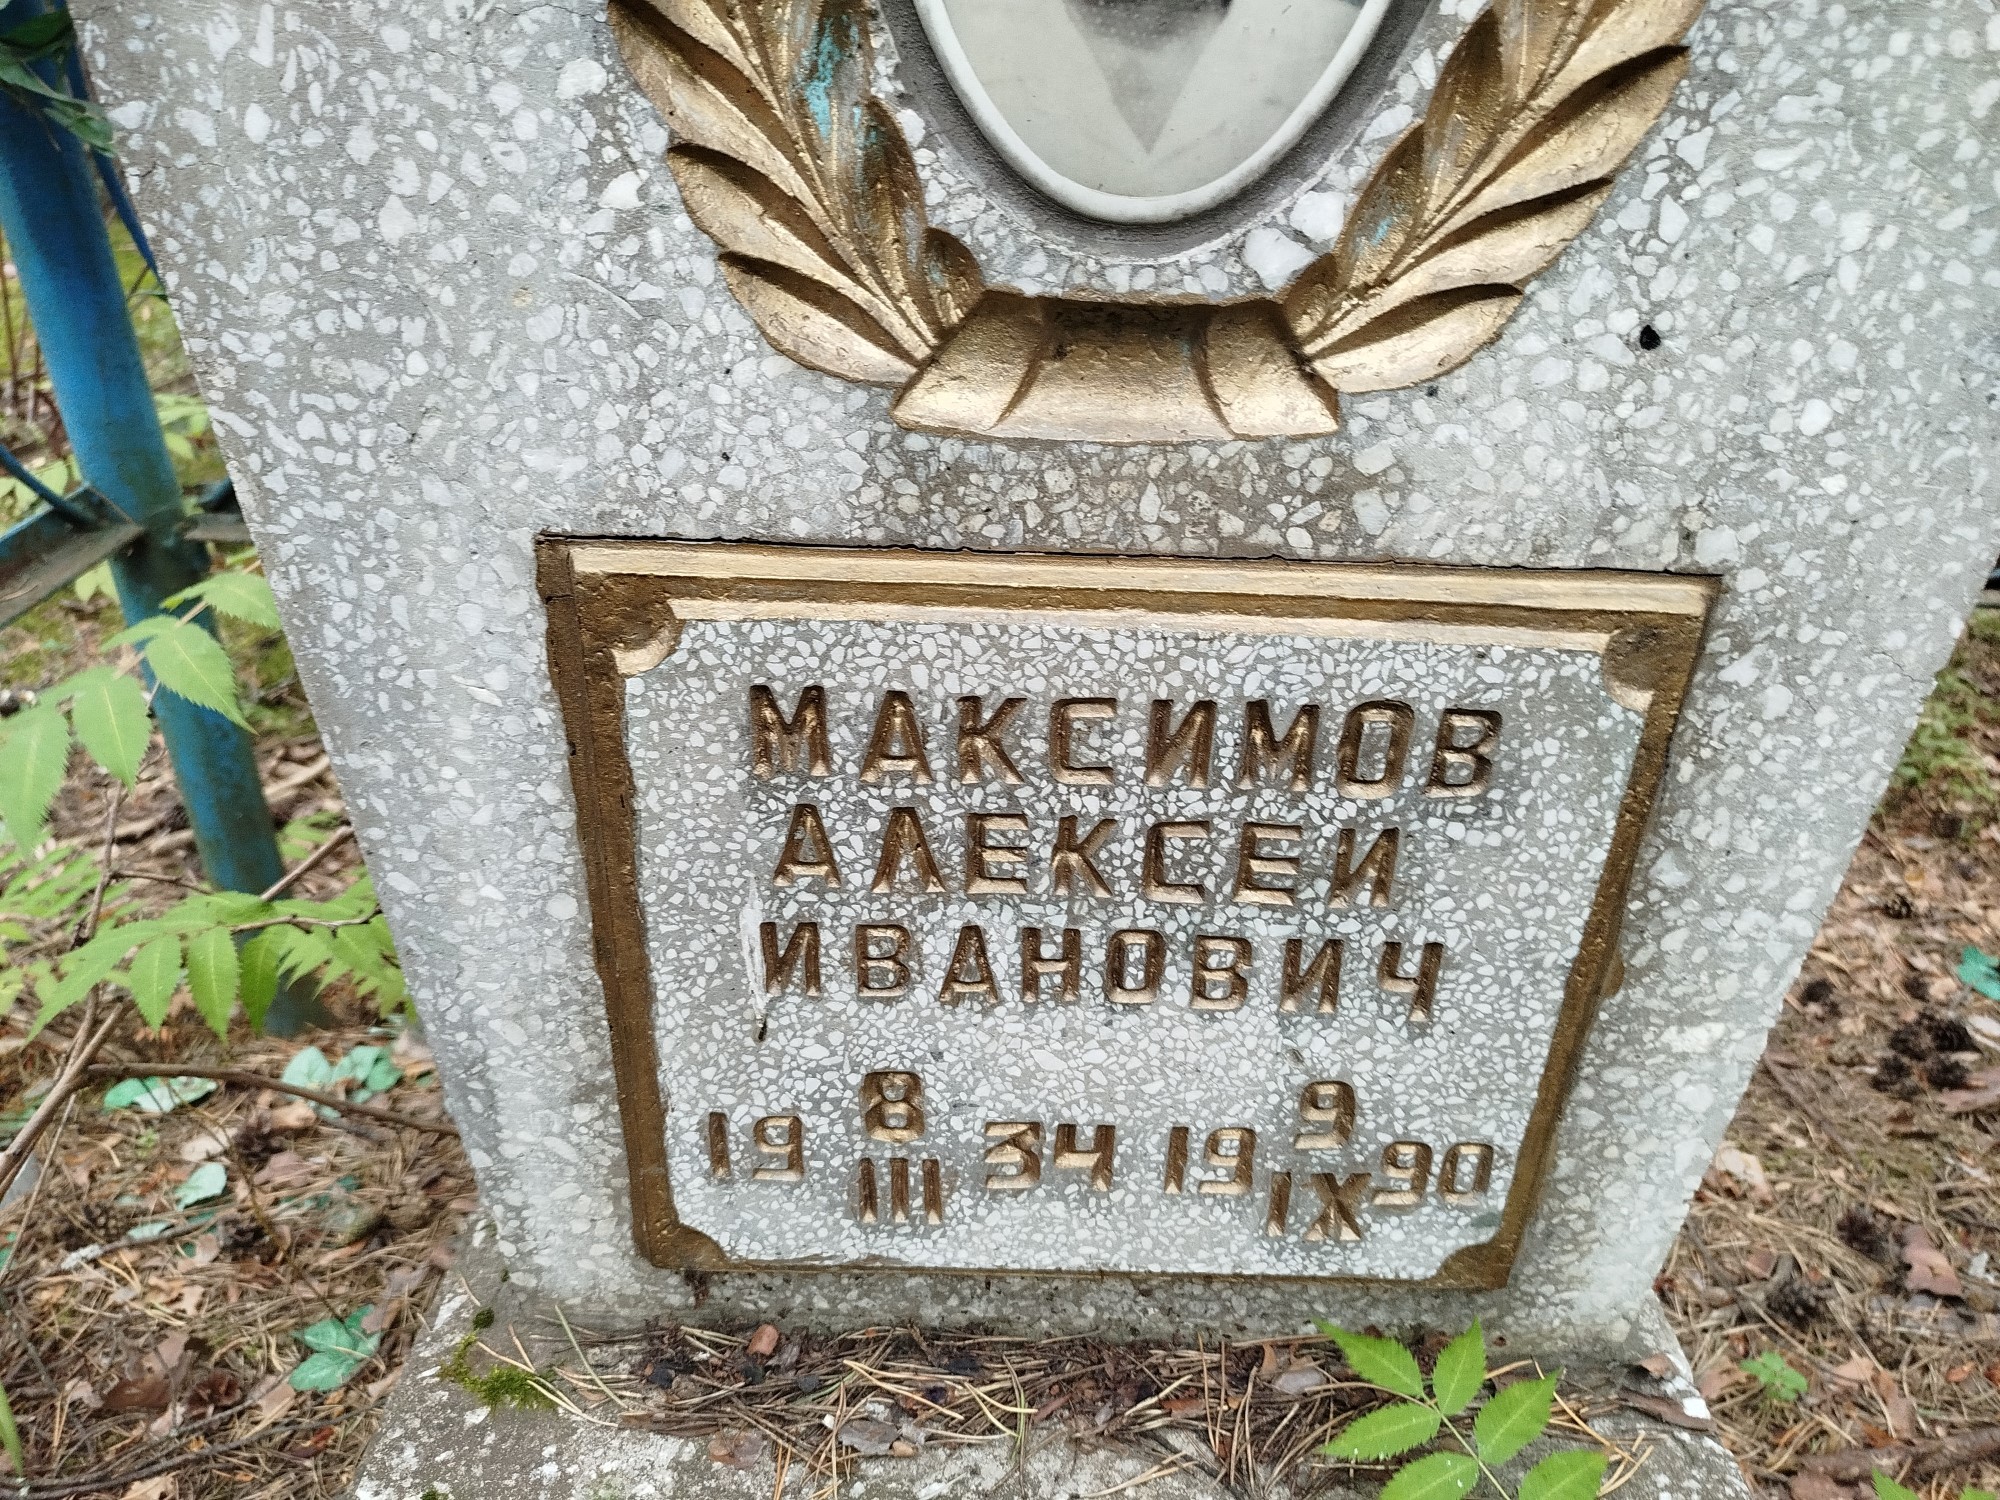 МАКСИМОВ
АЛЕКСЕИ
ИВАНОВИЧ
19 8 III 34 19 9 IX 90